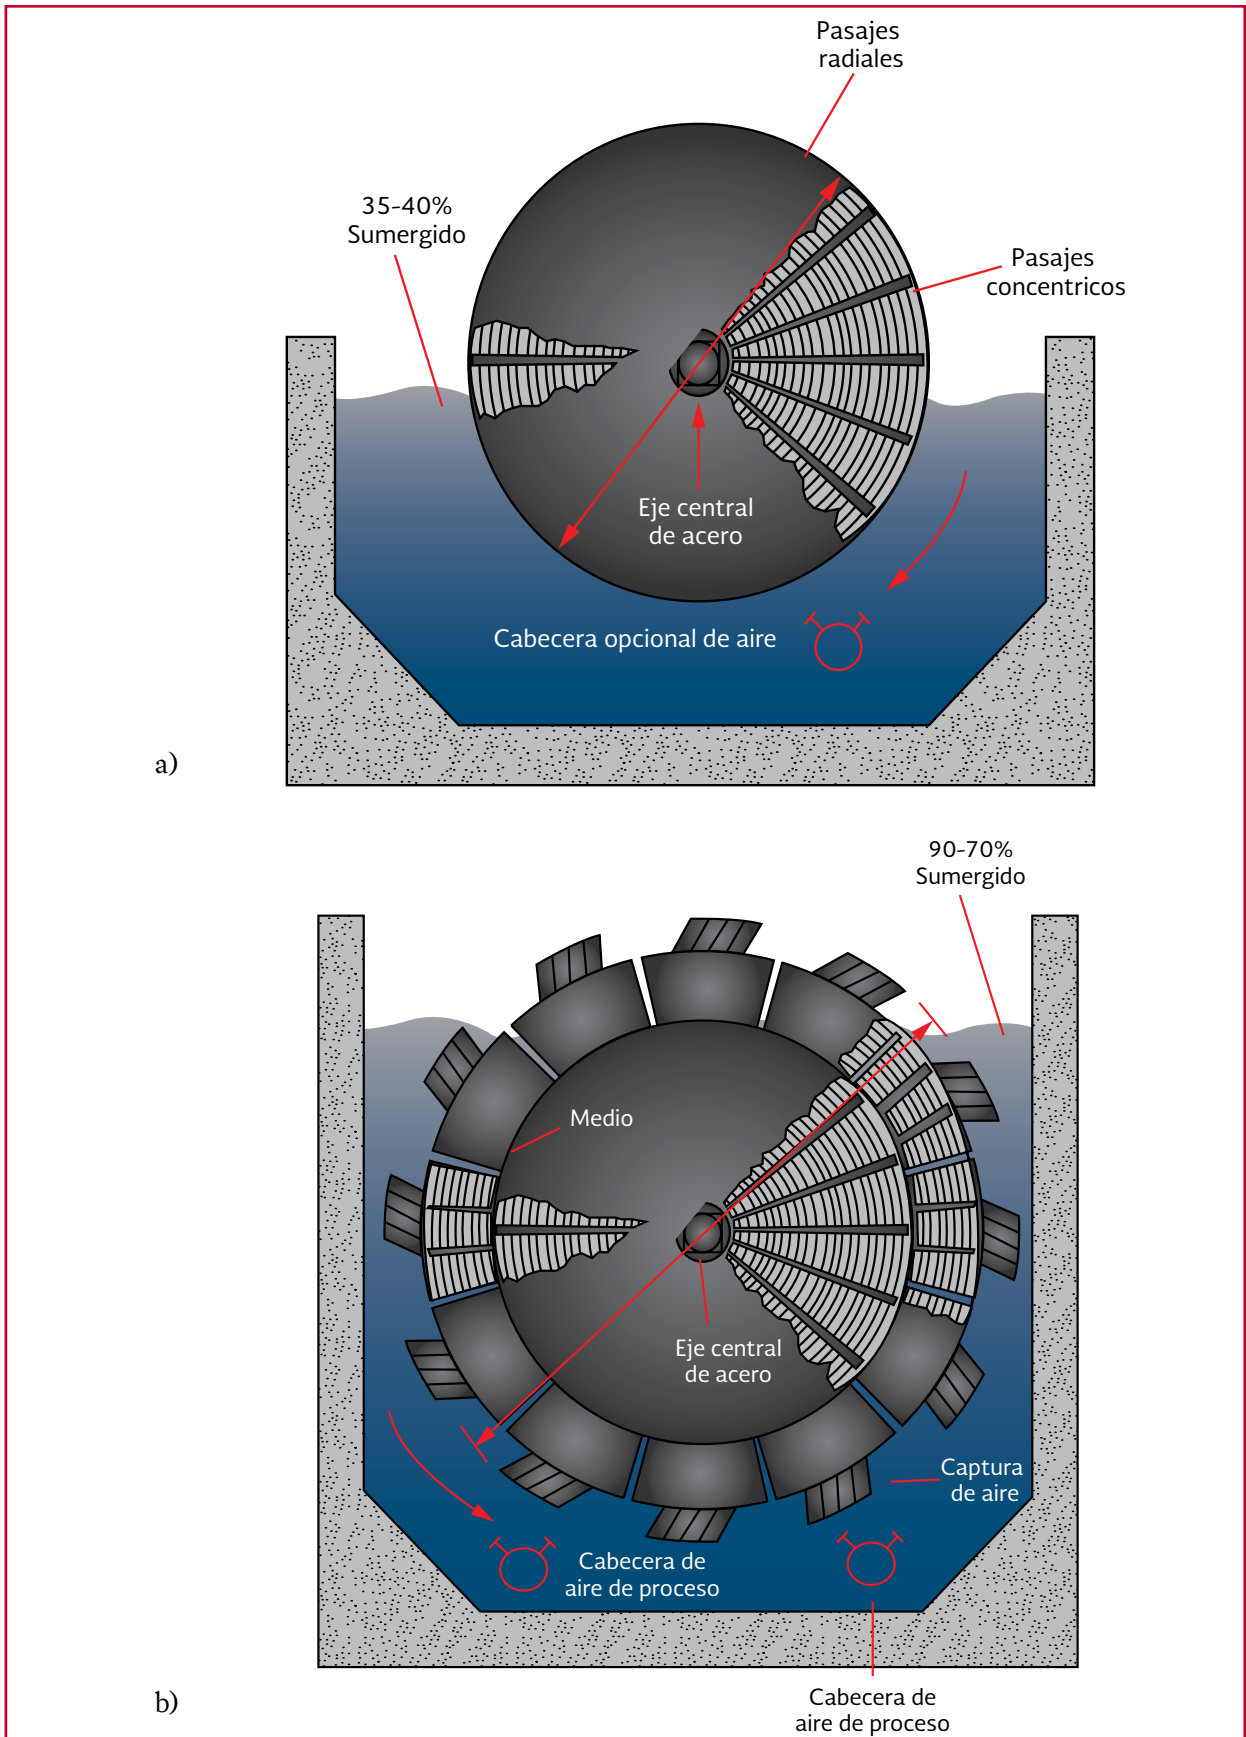 Pasajes
radiales
35-40%
Sumergido
Pasajes
concentricos
Eje central
de acero
Cabecera opcional de aire
a)
90-70%
Sumergido
Medio
Eje central
de acero
Captura
de aire
Cabecera de
aire de proceso
b)
Cabecera de
aire de proceso